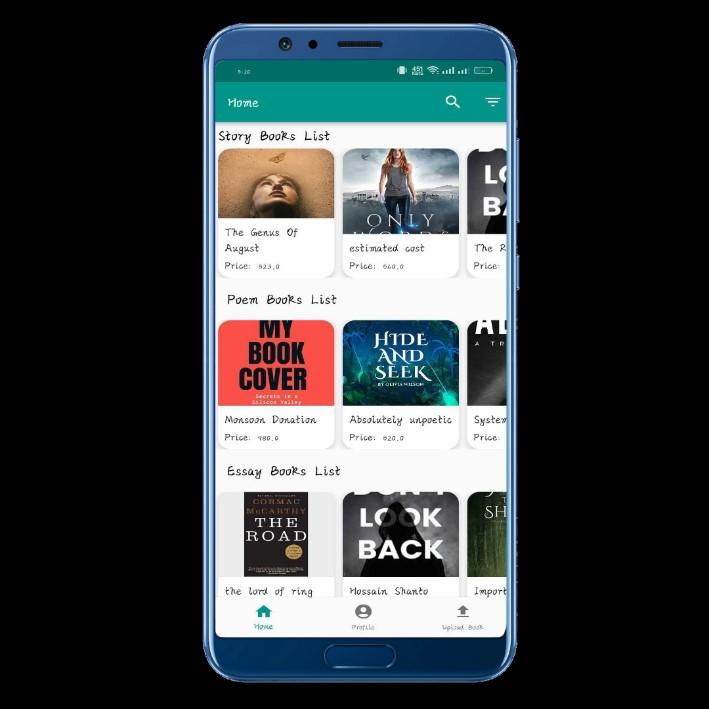 5:20
Home
Story Books List
ONLY
LO
BA
The Genus Of
August
Price: 523.0
estimated cost
Price: 560.0
The R
Price:
Poem Books List
MY
BOOK
COVER
Secrets in a
Silicon Valley
HIDE
AND
SEEK
BY OLIVIA WILSON
A TR
Monsoon Donation
Price: 980.0
Absolutely unpoetic
Price: 820.0
System
Price:
Essay Books List
CORMAC
McCARTHY
THE
ROAD
DON'T
LOOK
BACK
SH
the lord of ring
Hossain Shanto
Import
Home
Profile
Upload Book